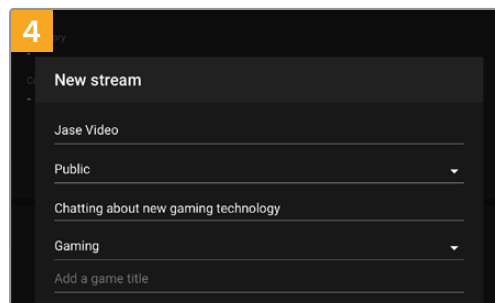 4
New stream
Jase Video
Public
Chatting about new gaming technology
Gaming
Add a game title